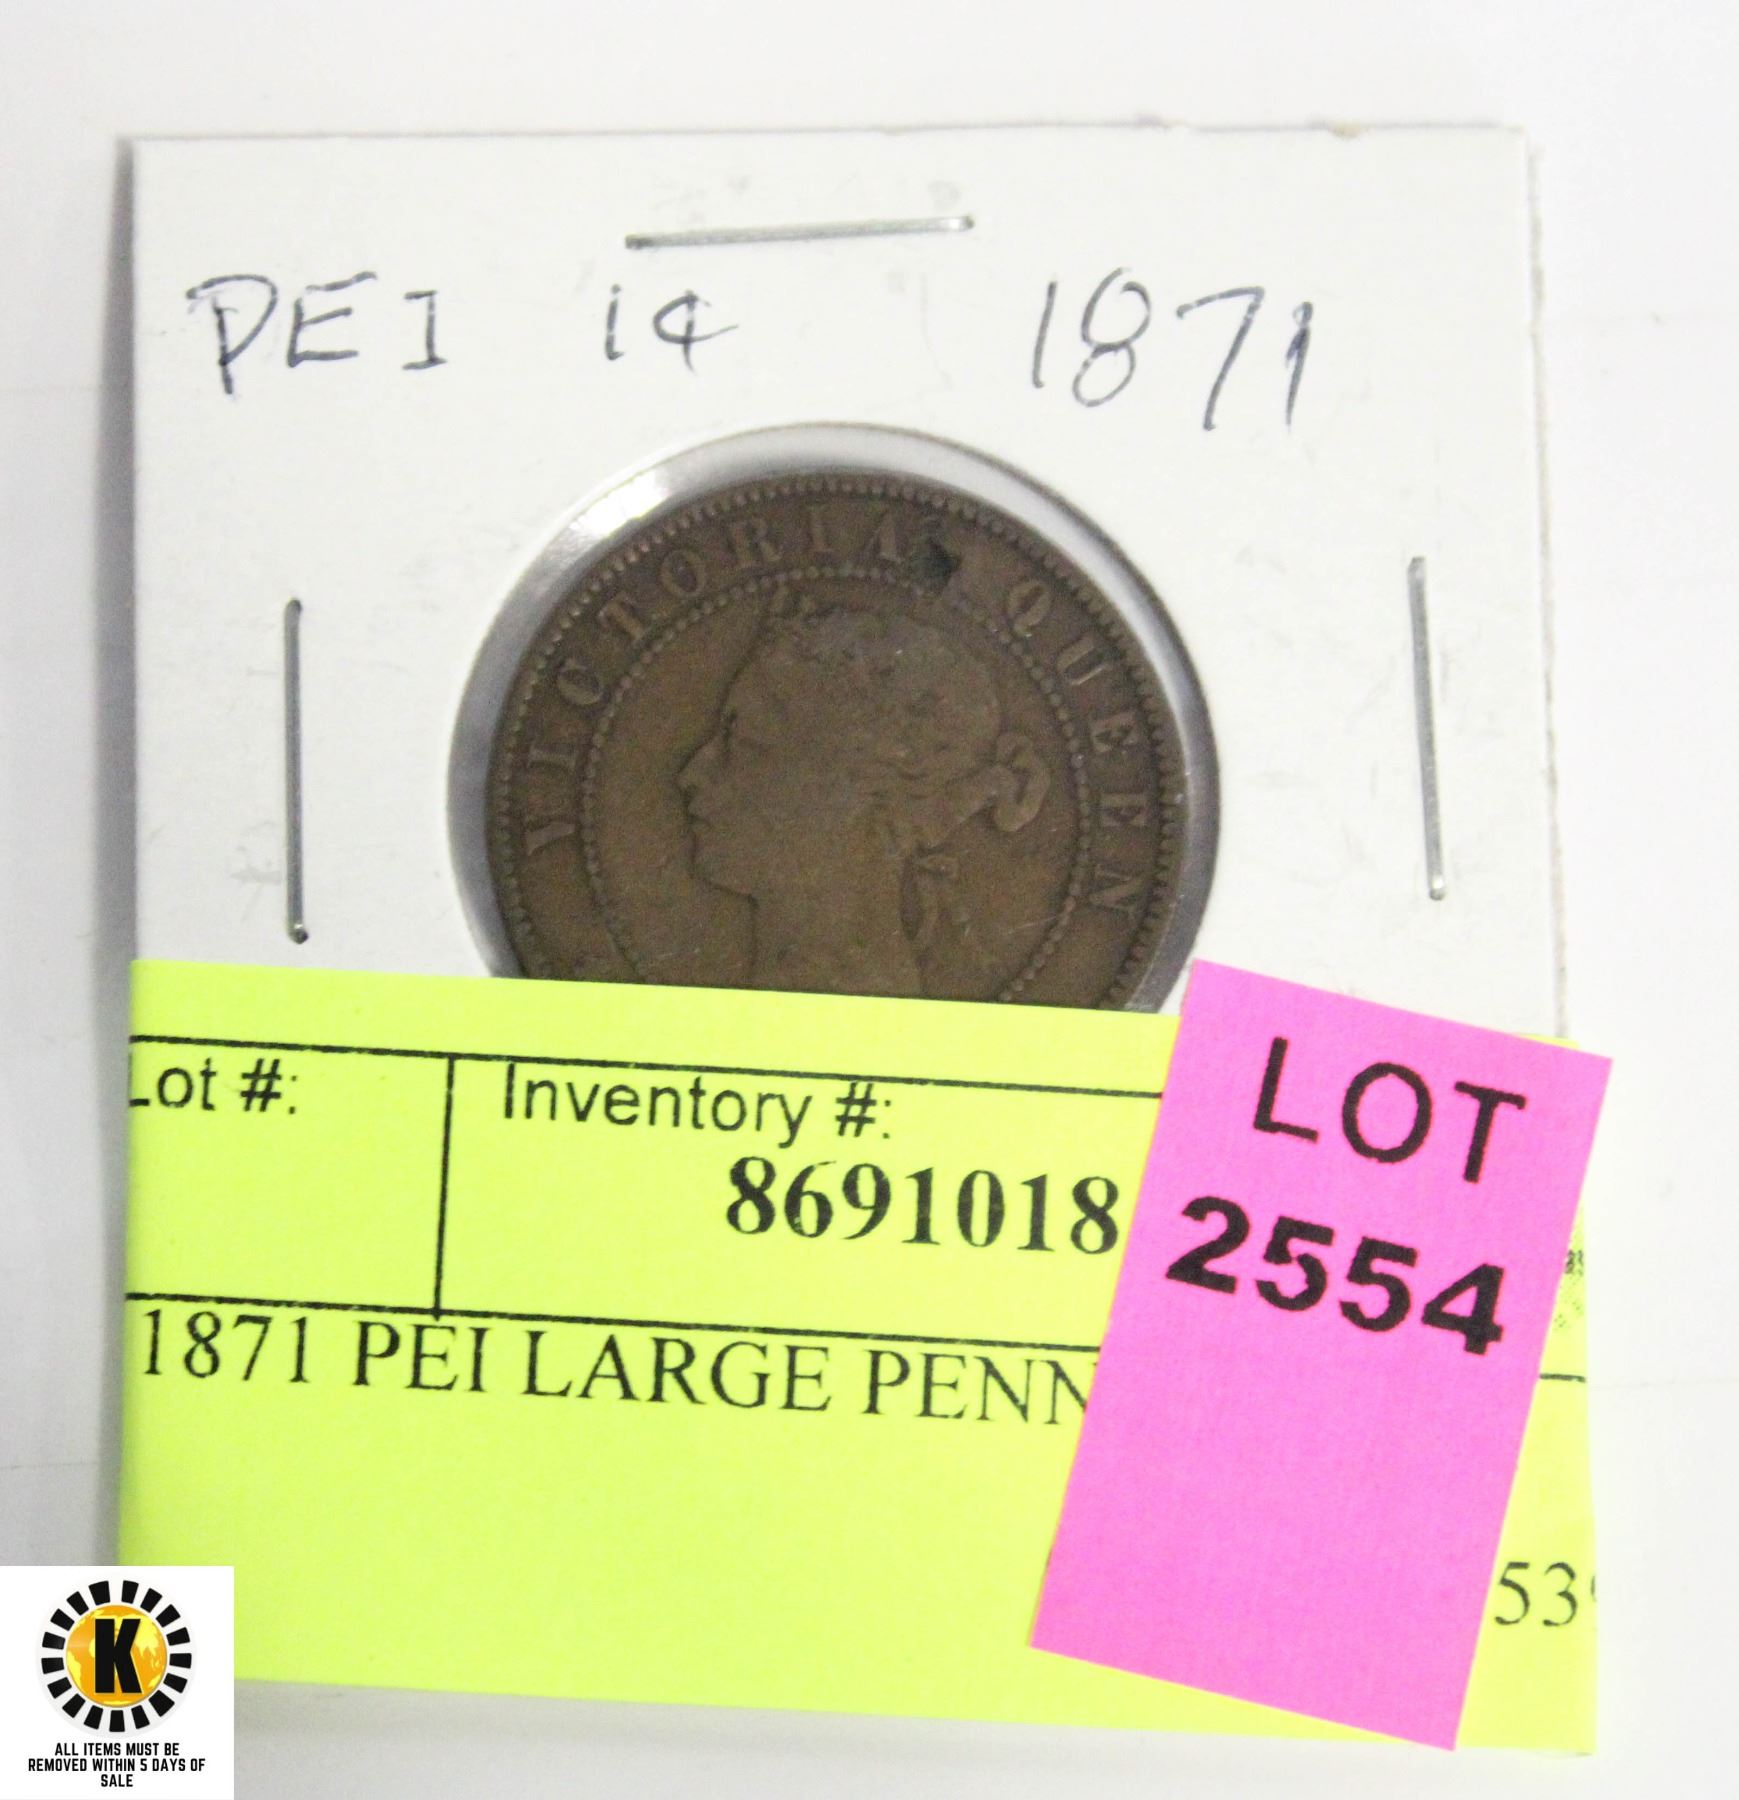 PEI 1¢ 1871
VICTORIA QUEEN
Lot #:
Inventory #:
8691018
LOT
2554
1871 PEI LARGE PENN
53
K
ALL ITEMS MUST BE
REMOVED WITHIN 5 DAYS OF
SALE